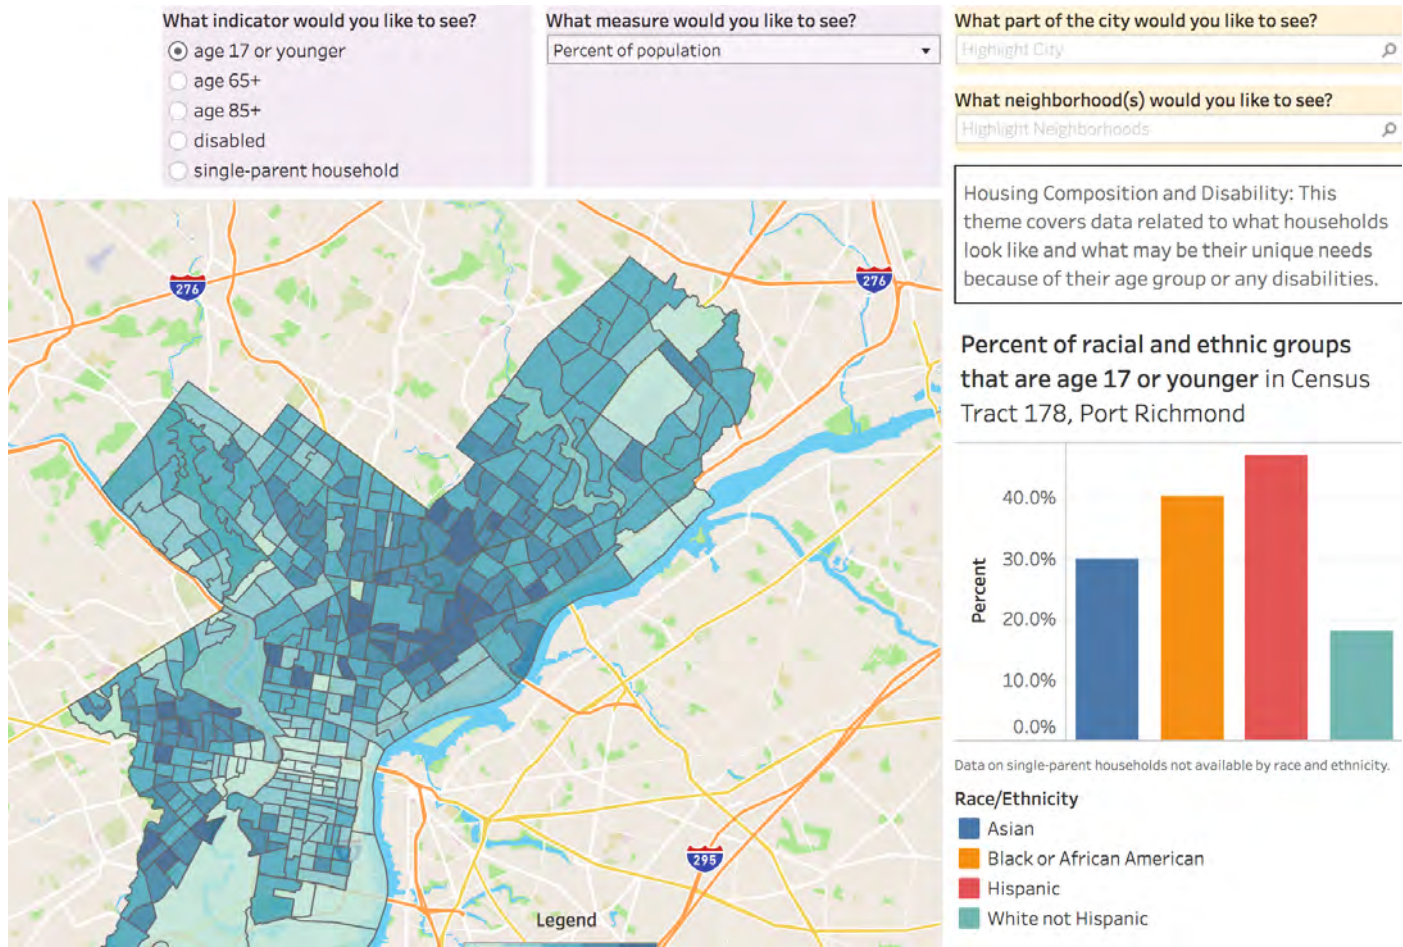 What indicator would you like to see?
age 17 or younger
age 65+
age 85+
disabled
single-parent household
What measure would you like to see?
Percent of population
What part of the city would you like to see?
Highlight City
What neighborhood(s) would you like to see?
Highlight Neighborhoods
Housing Composition and Disability: This
theme covers data related to what households
look like and what may be their unique needs
because of their age group or any disabilities.
276
276
295
Legend
Percent of racial and ethnic groups
that are age 17 or younger in Census
Tract 178, Port Richmond
Percent
40.0%
30.0%
20.0%
10.0%
0.0%
Data on single-parent households not available by race and ethnicity.
Race/Ethnicity
Asian
Black or African American
Hispanic
White not Hispanic